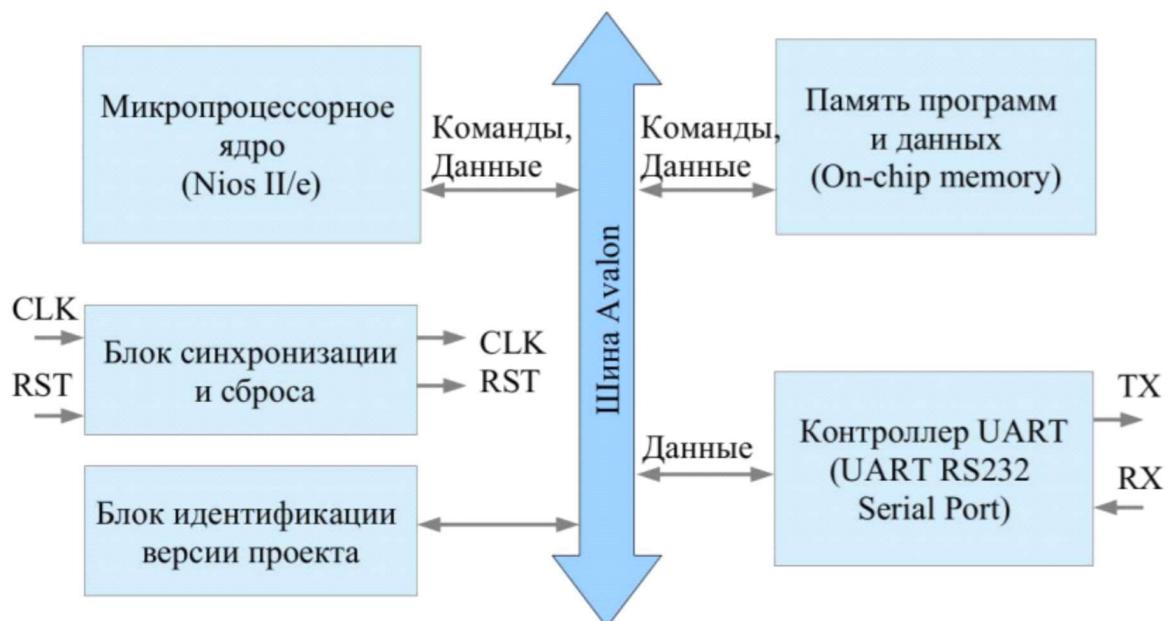 Микропроцессорное
ядро
(Nios II/e)
Команды,
Данные
Команды,
Данные
Память программ
и данных
(On-chip memory)
Шина Avalon
CLK
RST
Блок синхронизации
и сброса
CLK
RST
Блок идентификации
версии проекта
Данные
Контроллер UART
(UART RS232
Serial Port)
TX
RX